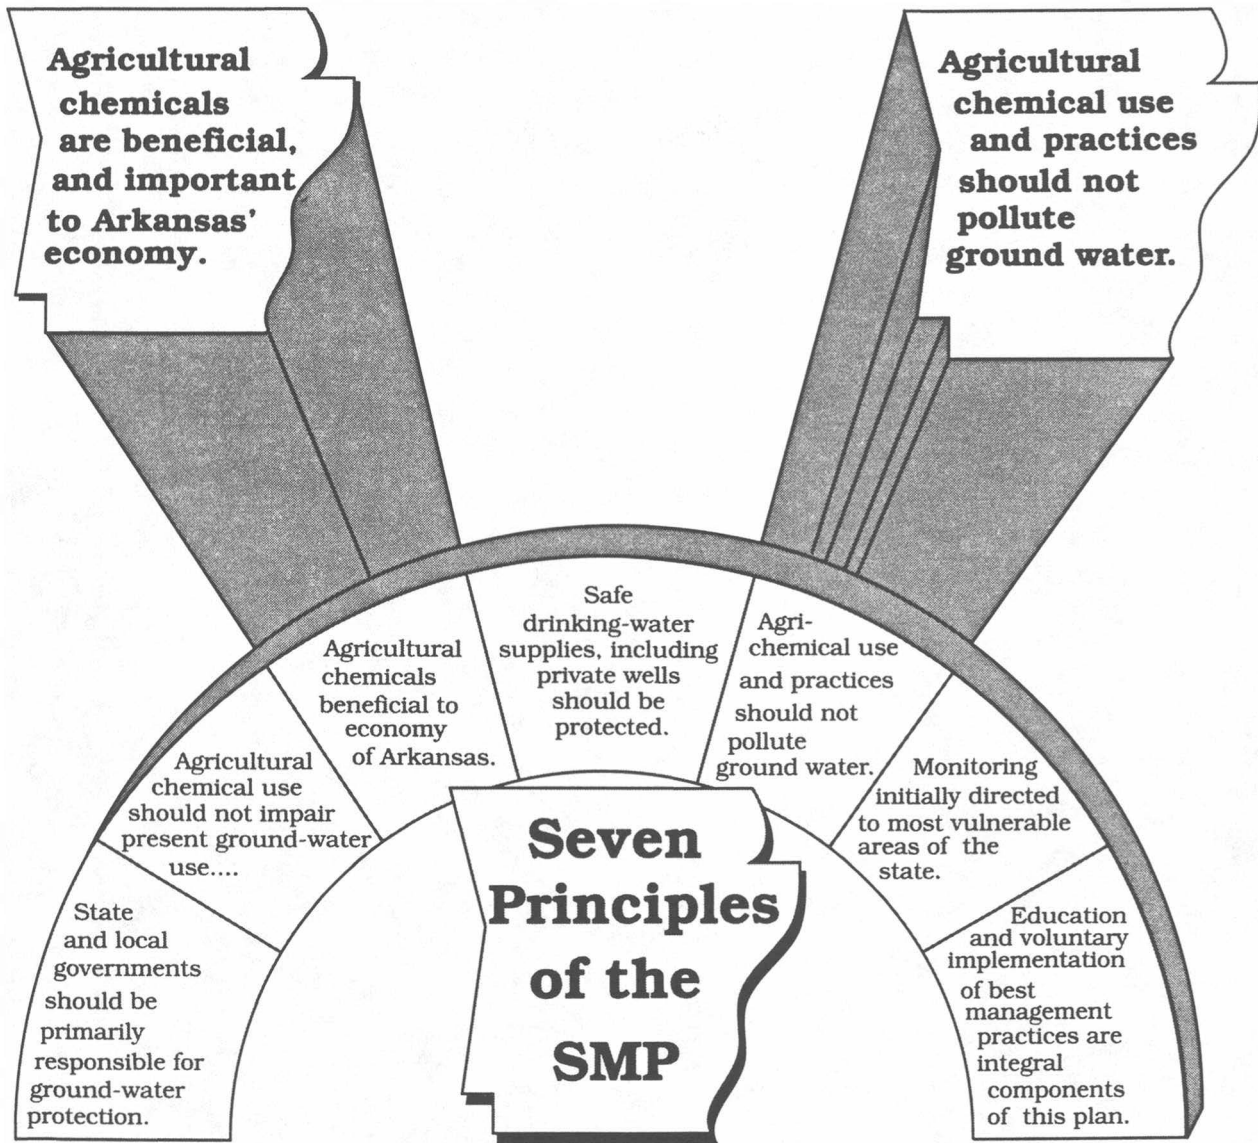 Agricultural
chemicals
are beneficial,
and important
to Arkansas'
economy.
Agricultural
chemical use
and practices
should not
pollute
ground water.
State
and local
governments
should be
primarily
responsible for
ground-water
protection.
Agricultural
chemical use
should not impair
present ground-water
use....
Agricultural
chemicals
beneficial to
economy
of Arkansas.
Safe
drinking-water
supplies, including
private wells
should be
protected.
Agri-
chemical use
and practices
should not
pollute
ground water.
Monitoring
initially directed
to most vulnerable
areas of the
state.
Education
and voluntary
implementation
of best
management
practices are
integral
components
of this plan.
Seven
Principles
of the
SMP